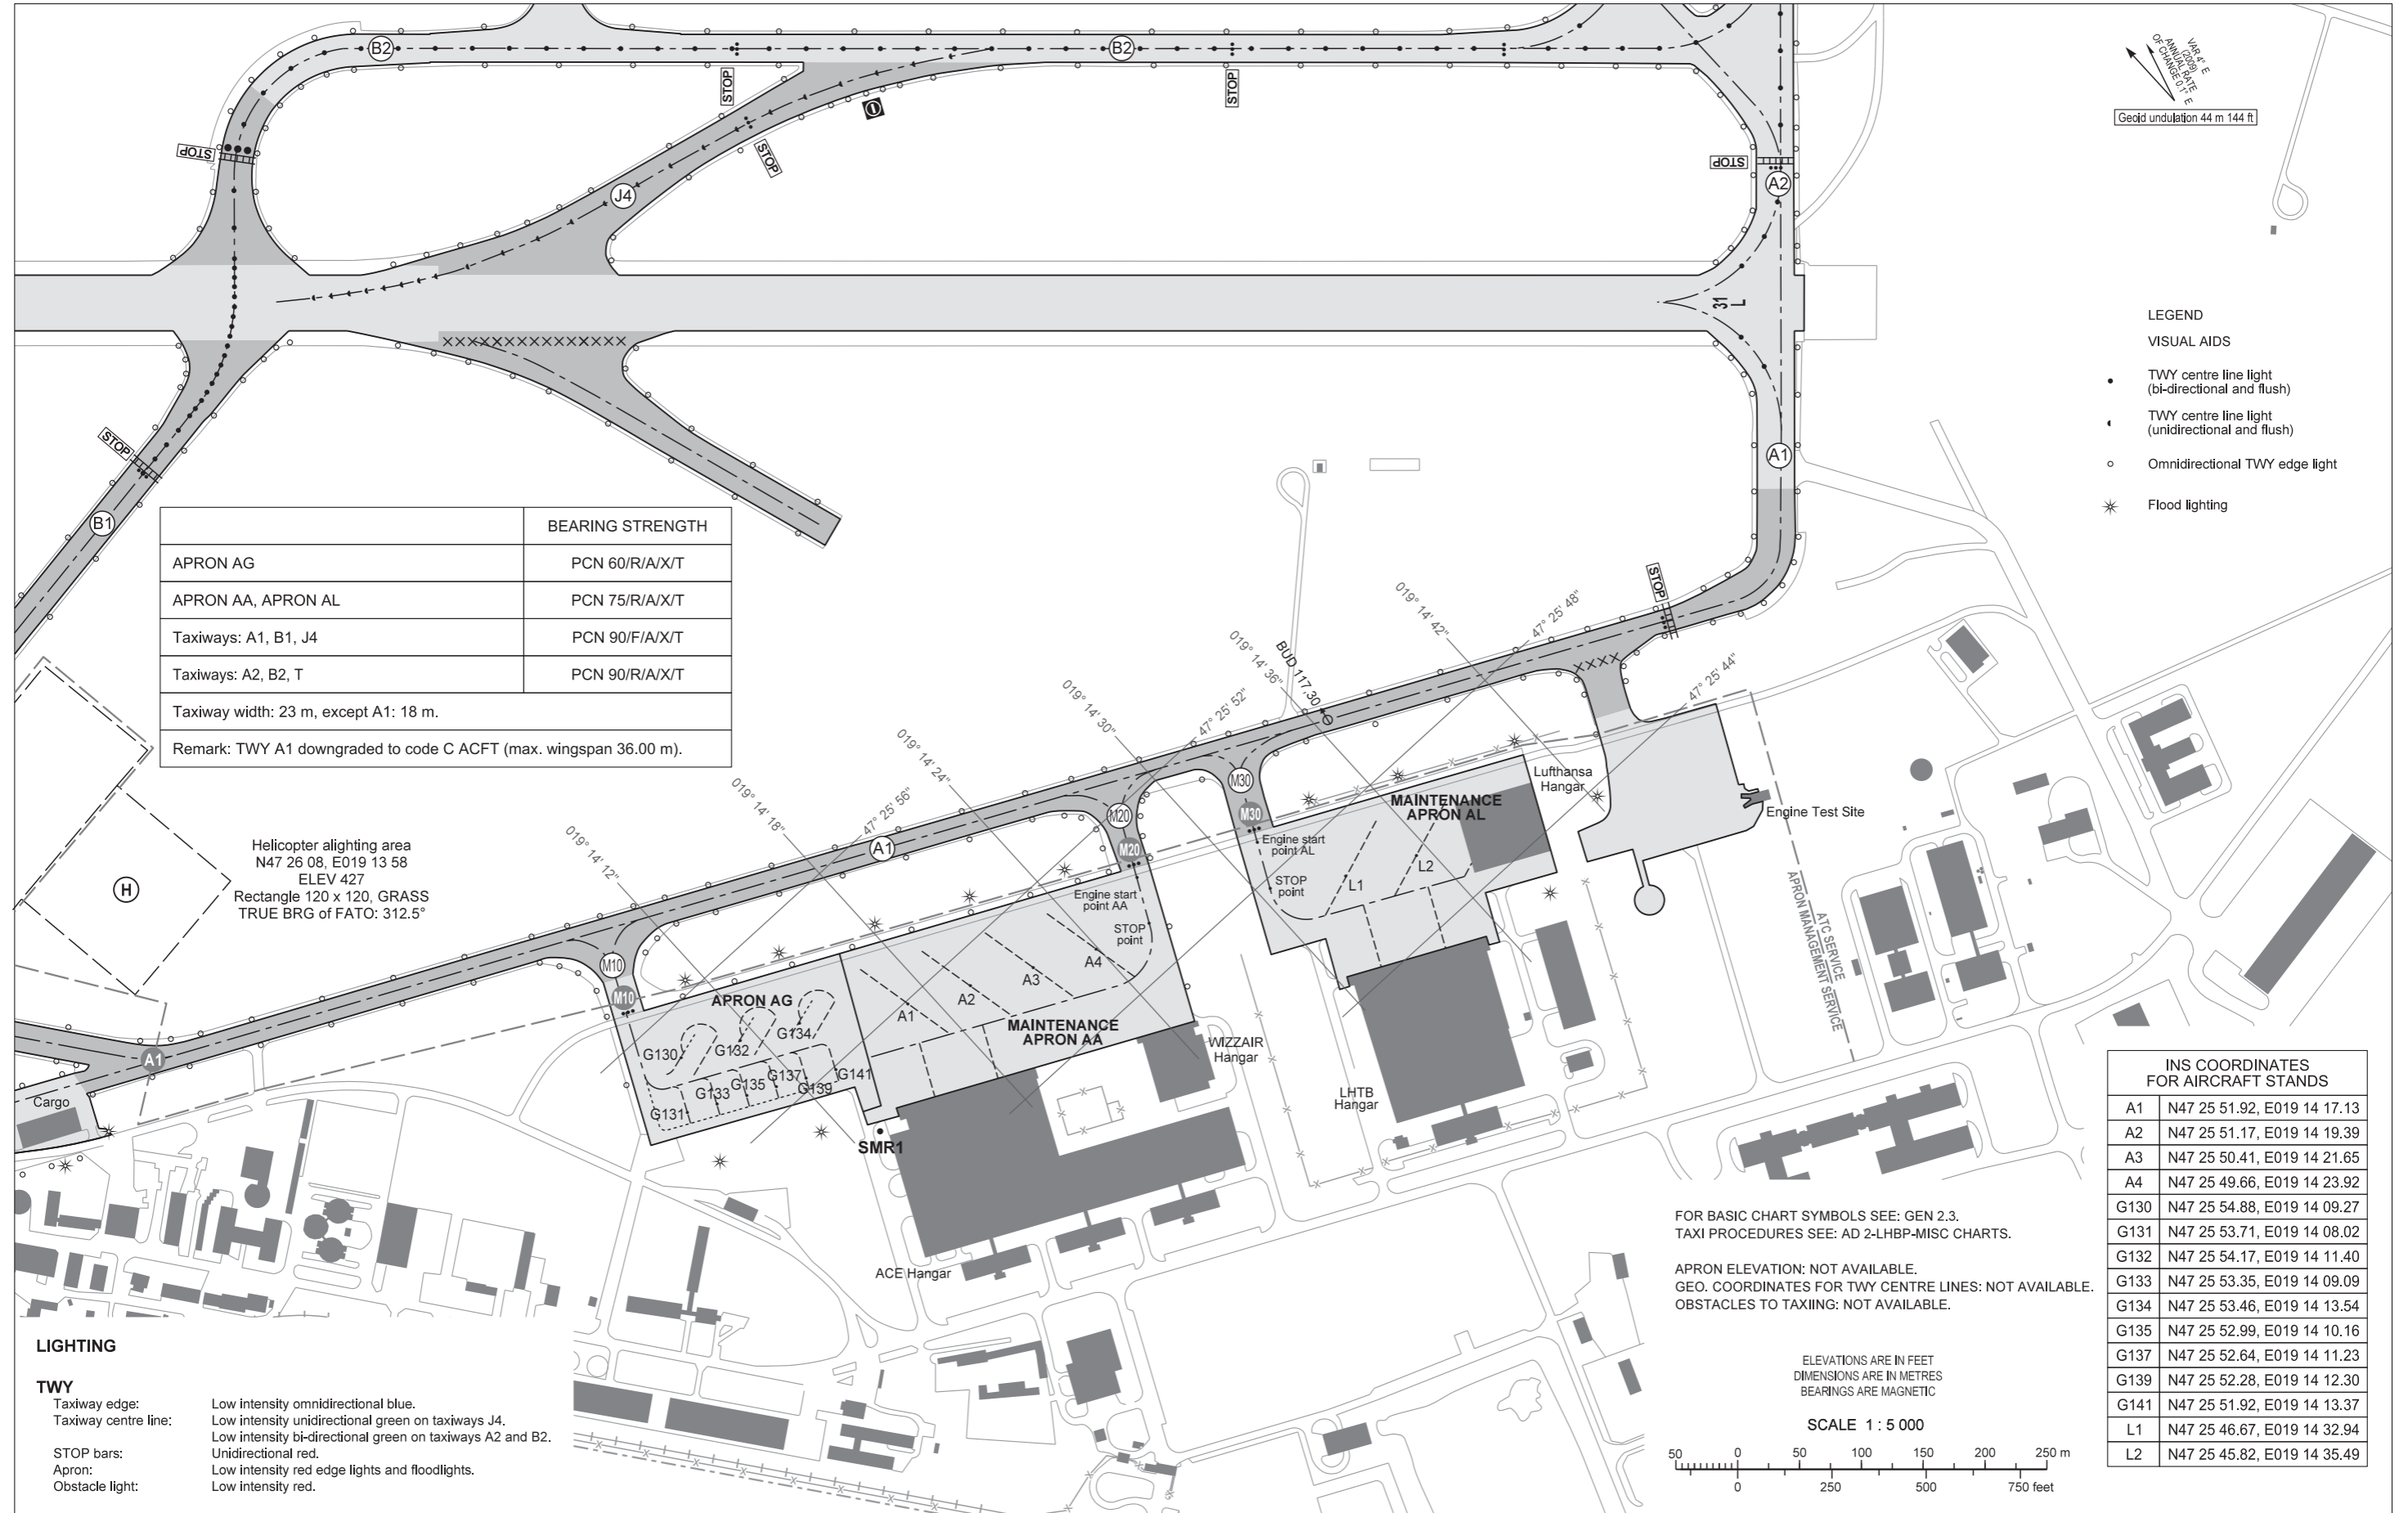 B2
B2
STOP
STOP
STOP
STOP
STOP
J4
A2
31
L
A1
STOP
B1
STOP
VAR 4° E
(2009)
ANNUAL RATE
OF CHANGE 0.1° E
Geoid undulation 44 m 144 ft
LEGEND
VISUAL AIDS
TWY centre line light
(bi-directional and flush)
TWY centre line light
(unidirectional and flush)
Omnidirectional TWY edge light
Flood lighting
BEARING STRENGTH
APRON AG PCN 60/R/A/X/T
APRON AA, APRON AL PCN 75/R/A/X/T
Taxiways: A1, B1, J4 PCN 90/F/A/X/T
Taxiways: A2, B2, T PCN 90/R/A/X/T
Taxiway width: 23 m, except A1: 18 m.
Remark: TWY A1 downgraded to code C ACFT (max. wingspan 36.00 m).
Helicopter alighting area
N47 26 08, E019 13 58
ELEV 427
Rectangle 120 x 120, GRASS
TRUE BRG of FATO: 312.5°
H
019° 14' 12"
019° 14' 18"
019° 14' 24"
019° 14' 30"
019° 14' 36"
019° 14' 42"
47° 25' 56"
47° 25' 52"
47° 25' 48"
47° 25' 44"
BUD 117,30
A1
M10
M10
M20
M20
M30
M30
A1
Cargo
Engine start
point AA
STOP
point
Engine start
point AL
STOP
point
MAINTENANCE
APRON AL
Lufthansa
Hangar
Engine Test Site
L1
L2
APRON AG
G130
G132
G134
G131
G133
G135
G137
G139
G141
A1
A2
A3
A4
MAINTENANCE
APRON AA
WIZZAIR
Hangar
LHTB
Hangar
SMR1
ACE Hangar
ATC SERVICE
APRON MANAGEMENT SERVICE
INS COORDINATES
FOR AIRCRAFT STANDS
A1 N47 25 51.92, E019 14 17.13
A2 N47 25 51.17, E019 14 19.39
A3 N47 25 50.41, E019 14 21.65
A4 N47 25 49.66, E019 14 23.92
G130 N47 25 54.88, E019 14 09.27
G131 N47 25 53.71, E019 14 08.02
G132 N47 25 54.17, E019 14 11.40
G133 N47 25 53.35, E019 14 09.09
G134 N47 25 53.46, E019 14 13.54
G135 N47 25 52.99, E019 14 10.16
G137 N47 25 52.64, E019 14 11.23
G139 N47 25 52.28, E019 14 12.30
G141 N47 25 51.92, E019 14 13.37
L1 N47 25 46.67, E019 14 32.94
L2 N47 25 45.82, E019 14 35.49
FOR BASIC CHART SYMBOLS SEE: GEN 2.3.
TAXI PROCEDURES SEE: AD 2-LHBP-MISC CHARTS.
APRON ELEVATION: NOT AVAILABLE.
GEO. COORDINATES FOR TWY CENTRE LINES: NOT AVAILABLE.
OBSTACLES TO TAXIING: NOT AVAILABLE.
ELEVATIONS ARE IN FEET
DIMENSIONS ARE IN METRES
BEARINGS ARE MAGNETIC
SCALE 1 : 5 000
50 0 50 100 150 200 250 m
0 250 500 750 feet
LIGHTING
TWY
Taxiway edge: Low intensity omnidirectional blue.
Taxiway centre line: Low intensity unidirectional green on taxiways J4.
Low intensity bi-directional green on taxiways A2 and B2.
STOP bars: Unidirectional red.
Apron: Low intensity red edge lights and floodlights.
Obstacle light: Low intensity red.